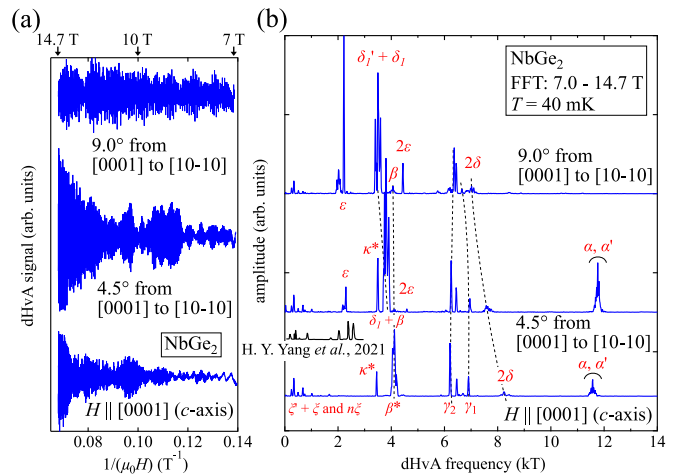 (a)
14.7 T
10 T
7 T
dHvA signal (arb. units)
9.0° from
[0001] to [10-10]
4.5° from
[0001] to [10-10]
NbGe₂
H || [0001] (c-axis)
0.08
0.10
0.12
0.14
1/(μ₀H) (T⁻¹)
(b)
amplitude (arb. units)
NbGe₂
FFT: 7.0 - 14.7 T
T = 40 mK
δ₁' + δ₁
2ε
β
2δ
ε
9.0° from
[0001] to [10-10]
κ*
ε
2ε
α, α'
δ₁ + β
4.5° from
[0001] to [10-10]
H. Y. Yang et al., 2021
κ*
2δ
α, α'
ξ' + ξ and nξ
β*
γ₂
γ₁
H || [0001] (c-axis)
0
2
4
6
8
10
12
14
dHvA frequency (kT)